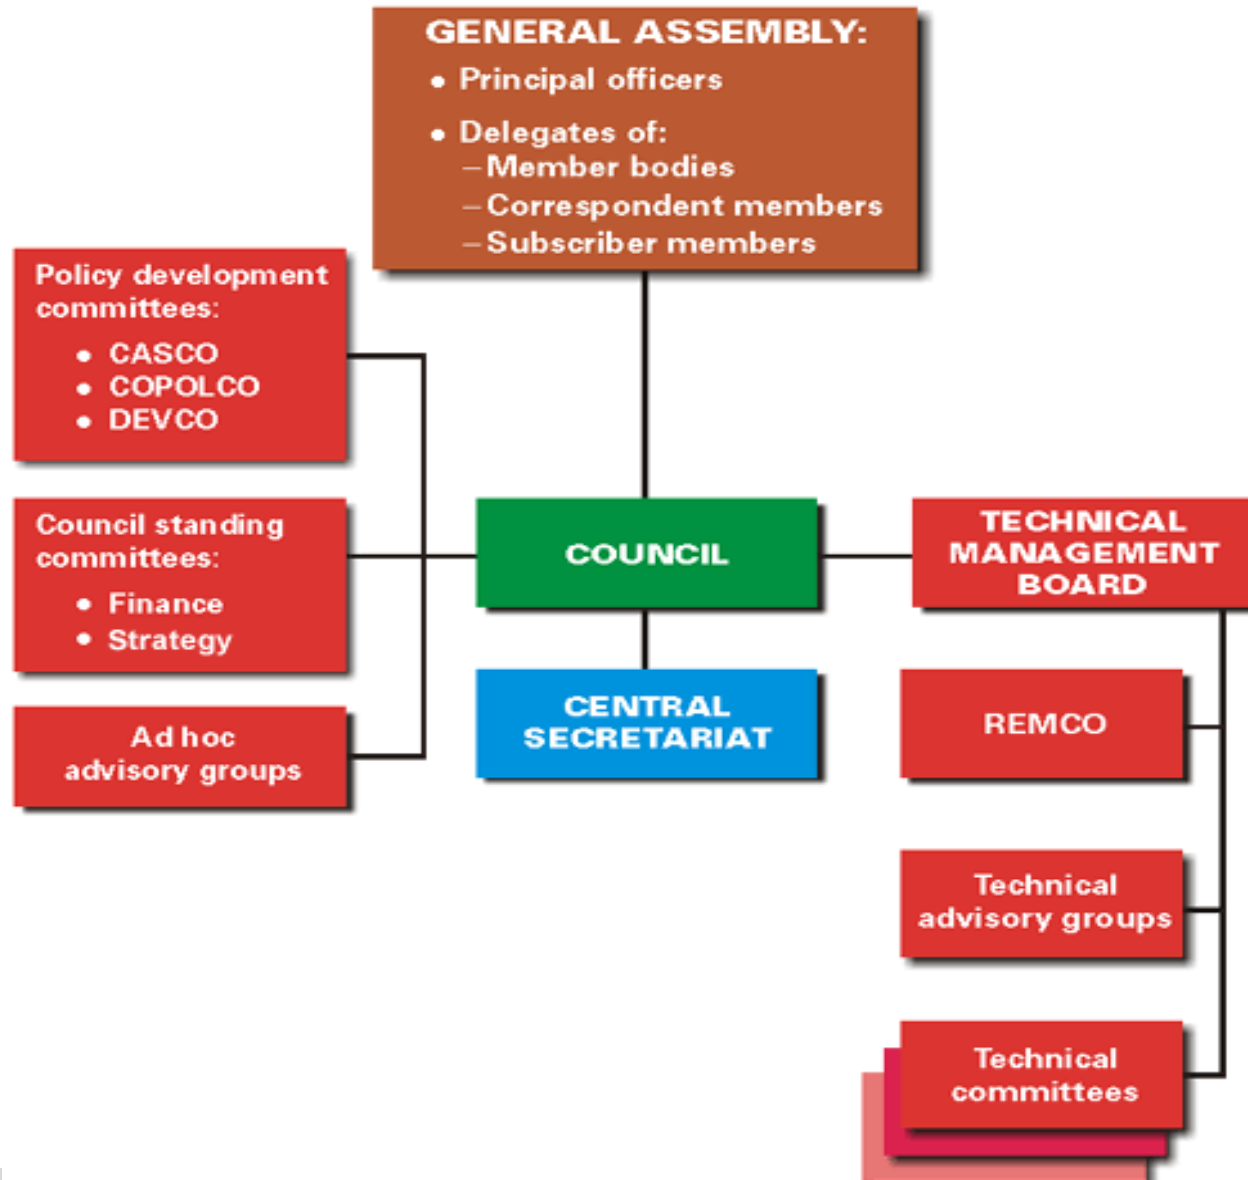 GENERAL ASSEMBLY:
• Principal officers
• Delegates of:
– Member bodies
– Correspondent members
– Subscriber members
Policy development
committees:
• CASCO
• COPOLCO
• DEVCO
Council standing
committees:
• Finance
• Strategy
Ad hoc
advisory groups
COUNCIL
CENTRAL
SECRETARIAT
TECHNICAL
MANAGEMENT
BOARD
REMCO
Technical
advisory groups
Technical
committees